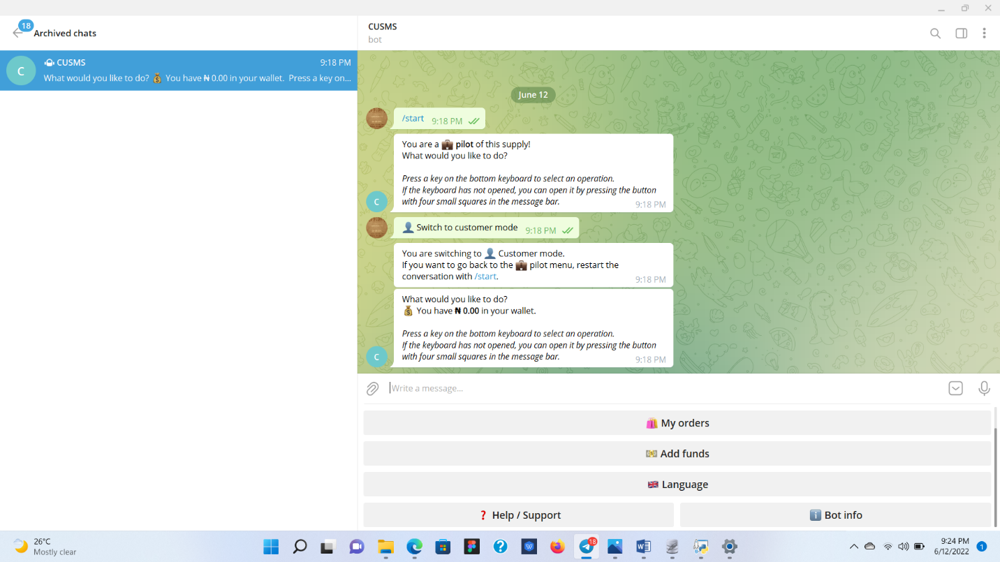 18
Archived chats
C
CUSMS
9:18 PM
What would you like to do? 💰 You have ₦ 0.00 in your wallet. Press a key on...
CUSMS
bot
June 12
/start 9:18 PM
You are a 💼 pilot of this supply!
What would you like to do?
Press a key on the bottom keyboard to select an operation.
If the keyboard has not opened, you can open it by pressing the button
with four small squares in the message bar.
9:18 PM
C
👤 Switch to customer mode 9:18 PM
You are switching to 👤 Customer mode.
If you want to go back to the 💼 pilot menu, restart the
conversation with /start.
9:18 PM
What would you like to do?
💰 You have ₦ 0.00 in your wallet.
Press a key on the bottom keyboard to select an operation.
If the keyboard has not opened, you can open it by pressing the button
with four small squares in the message bar.
9:18 PM
C
Write a message...
🛍 My orders
💵 Add funds
🇬🇧 Language
❓ Help / Support
ℹ️ Bot info
26°C
Mostly clear
18
9:24 PM
6/12/2022
1